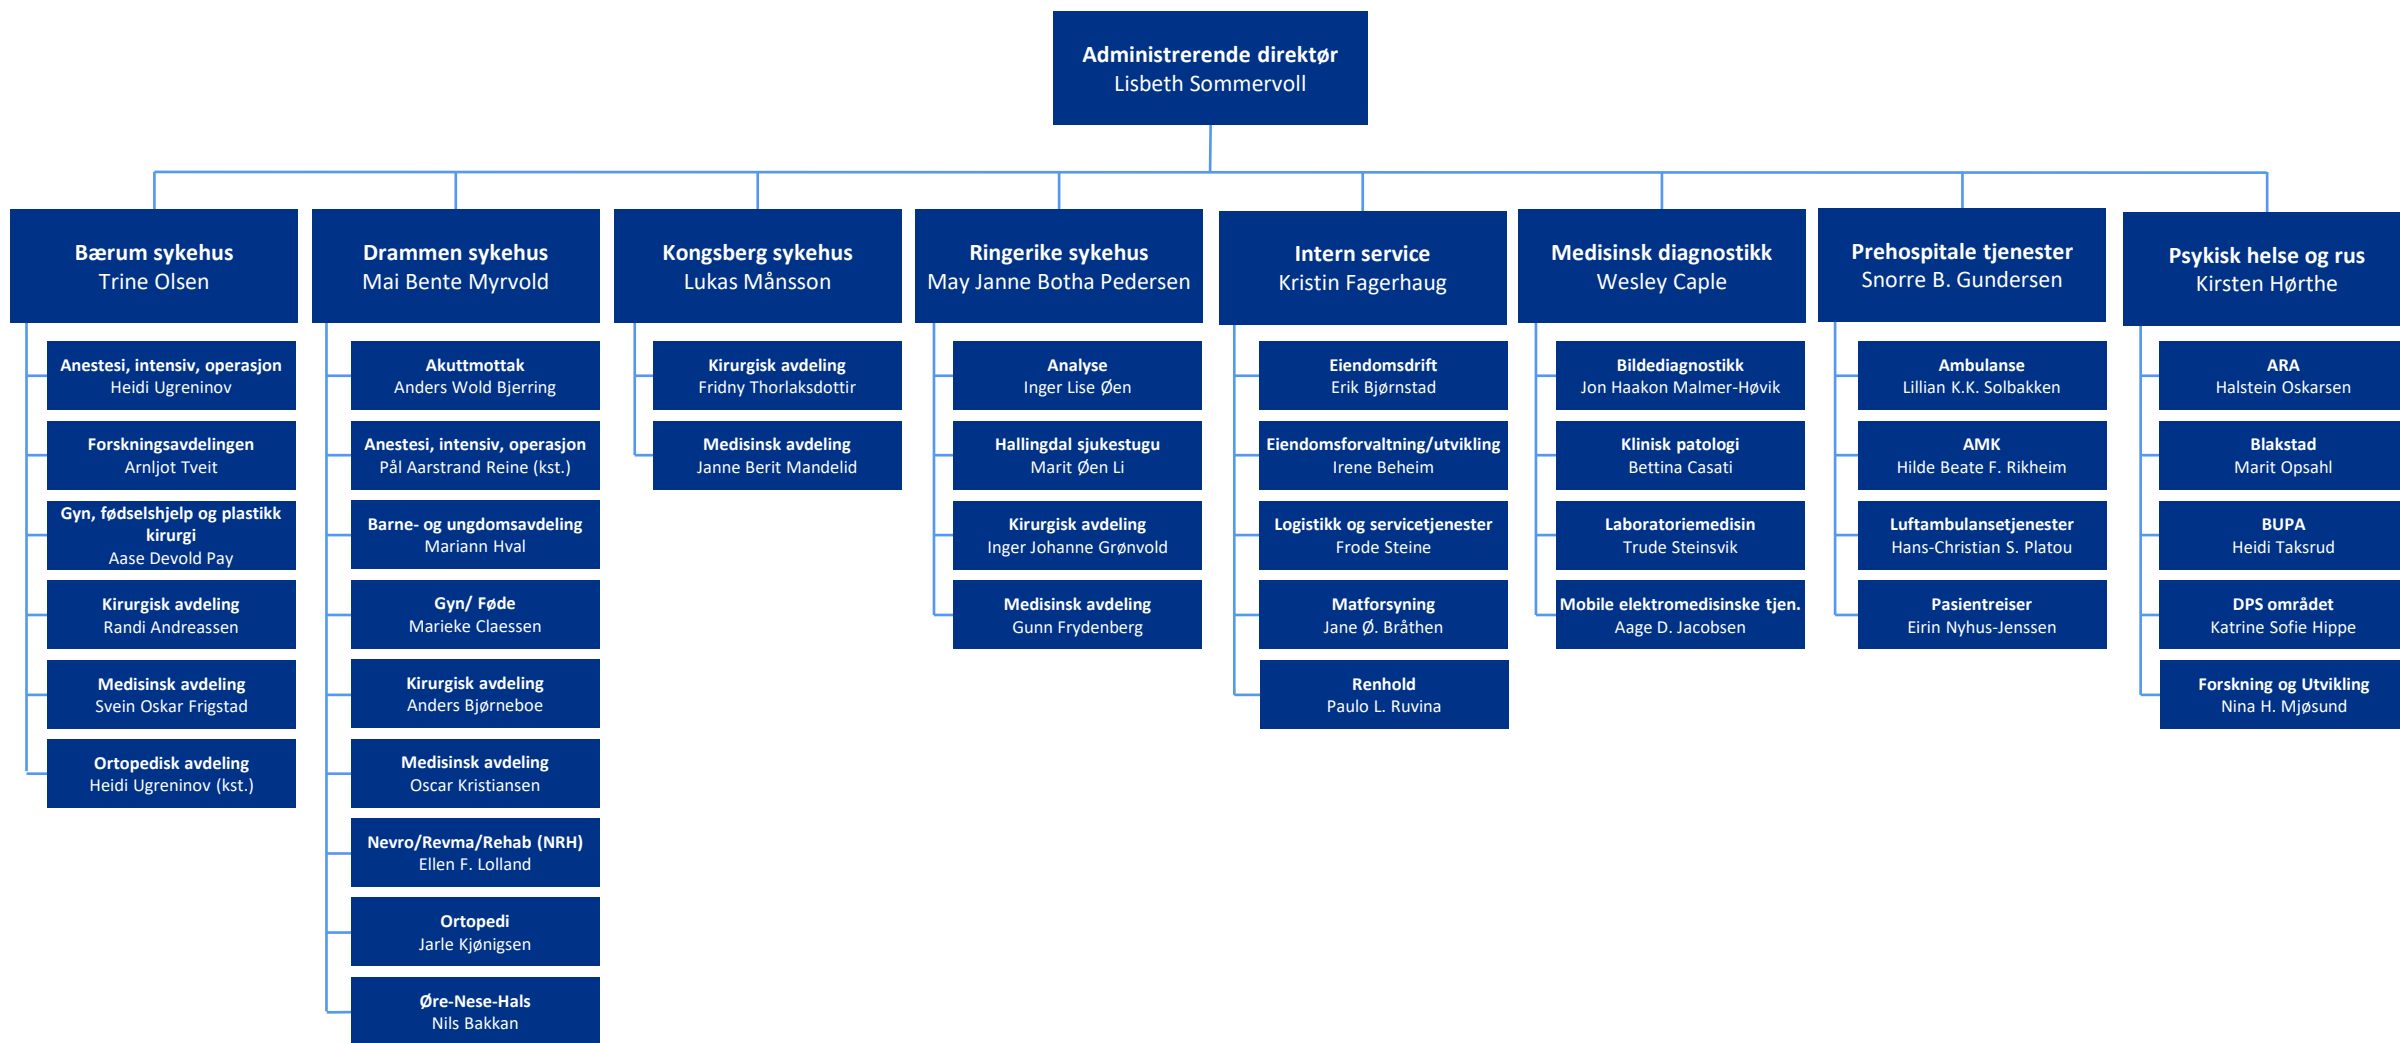 Administrerende direktør
Lisbeth Sommervoll
Bærum sykehus
Trine Olsen
Anestesi, intensiv, operasjon
Heidi Ugreninov
Forskningsavdelingen
Arnljot Tveit
Gyn, fødselshjelp og plastikk
kirurgi
Aase Devold Pay
Kirurgisk avdeling
Randi Andreassen
Medisinsk avdeling
Svein Oskar Frigstad
Ortopedisk avdeling
Heidi Ugreninov (kst.)
Drammen sykehus
Mai Bente Myrvold
Akuttmottak
Anders Wold Bjerring
Anestesi, intensiv, operasjon
Pål Aarstrand Reine (kst.)
Barne- og ungdomsavdeling
Mariann Hval
Gyn/ Føde
Marieke Claessen
Kirurgisk avdeling
Anders Bjørneboe
Medisinsk avdeling
Oscar Kristiansen
Nevro/Revma/Rehab (NRH)
Ellen F. Lolland
Ortopedi
Jarle Kjønigsen
Øre-Nese-Hals
Nils Bakkan
Kongsberg sykehus
Lukas Månsson
Kirurgisk avdeling
Fridny Thorlaksdottir
Medisinsk avdeling
Janne Berit Mandelid
Ringerike sykehus
May Janne Botha Pedersen
Analyse
Inger Lise Øen
Hallingdal sjukestugu
Marit Øen Li
Kirurgisk avdeling
Inger Johanne Grønvold
Medisinsk avdeling
Gunn Frydenberg
Intern service
Kristin Fagerhaug
Eiendomsdrift
Erik Bjørnstad
Eiendomsforvaltning/utvikling
Irene Beheim
Logistikk og servicetjenester
Frode Steine
Matforsyning
Jane Ø. Bråthen
Renhold
Paulo L. Ruvina
Medisinsk diagnostikk
Wesley Caple
Bildediagnostikk
Jon Haakon Malmer-Høvik
Klinisk patologi
Bettina Casati
Laboratoriemedisin
Trude Steinsvik
Mobile elektromedisinske tjen.
Aage D. Jacobsen
Prehospitale tjenester
Snorre B. Gundersen
Ambulanse
Lillian K.K. Solbakken
AMK
Hilde Beate F. Rikheim
Luftambulansetjenester
Hans-Christian S. Platou
Pasientreiser
Eirin Nyhus-Jenssen
Psykisk helse og rus
Kirsten Hørthe
ARA
Halstein Oskarsen
Blakstad
Marit Opsahl
BUPA
Heidi Taksrud
DPS området
Katrine Sofie Hippe
Forskning og Utvikling
Nina H. Mjøsund